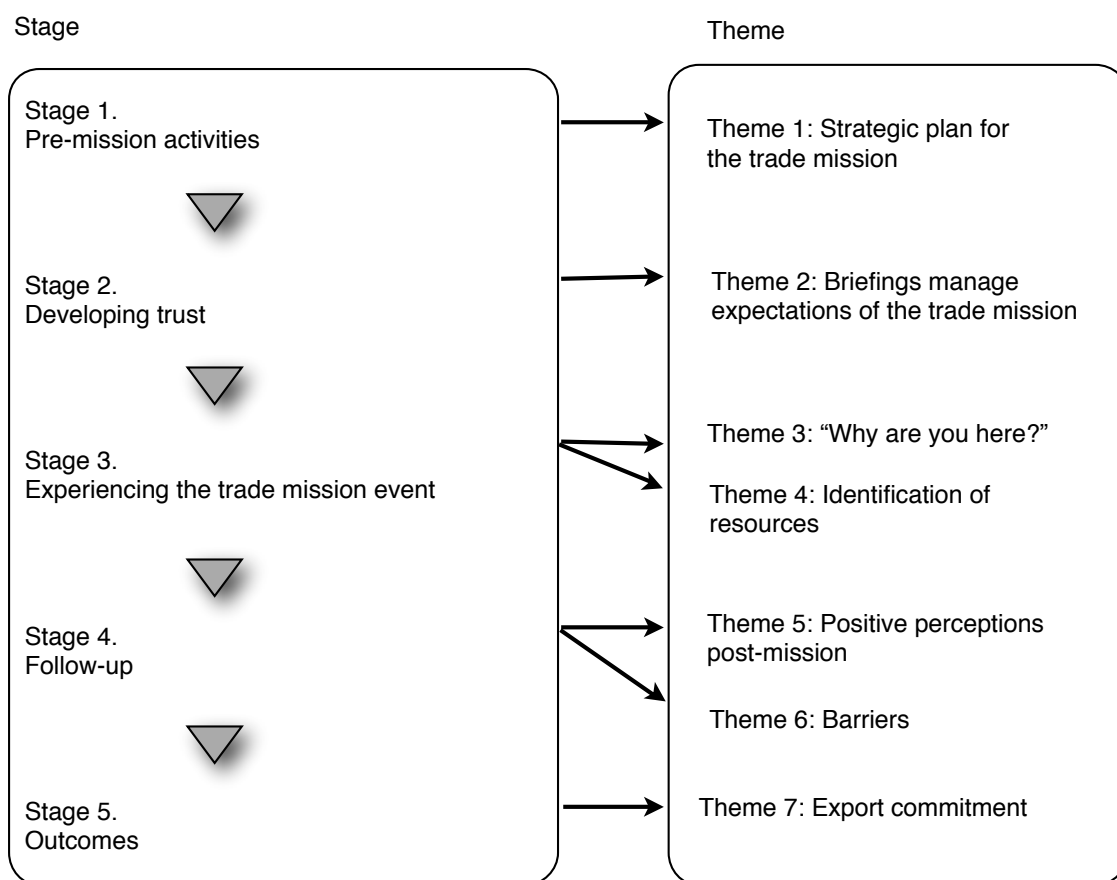 Stage
Theme
Stage 1.
Pre-mission activities
Theme 1: Strategic plan for
the trade mission
Stage 2.
Developing trust
Theme 2: Briefings manage
expectations of the trade mission
Stage 3.
Experiencing the trade mission event
Theme 3: “Why are you here?”
Theme 4: Identification of
resources
Stage 4.
Follow-up
Theme 5: Positive perceptions
post-mission
Theme 6: Barriers
Stage 5.
Outcomes
Theme 7: Export commitment